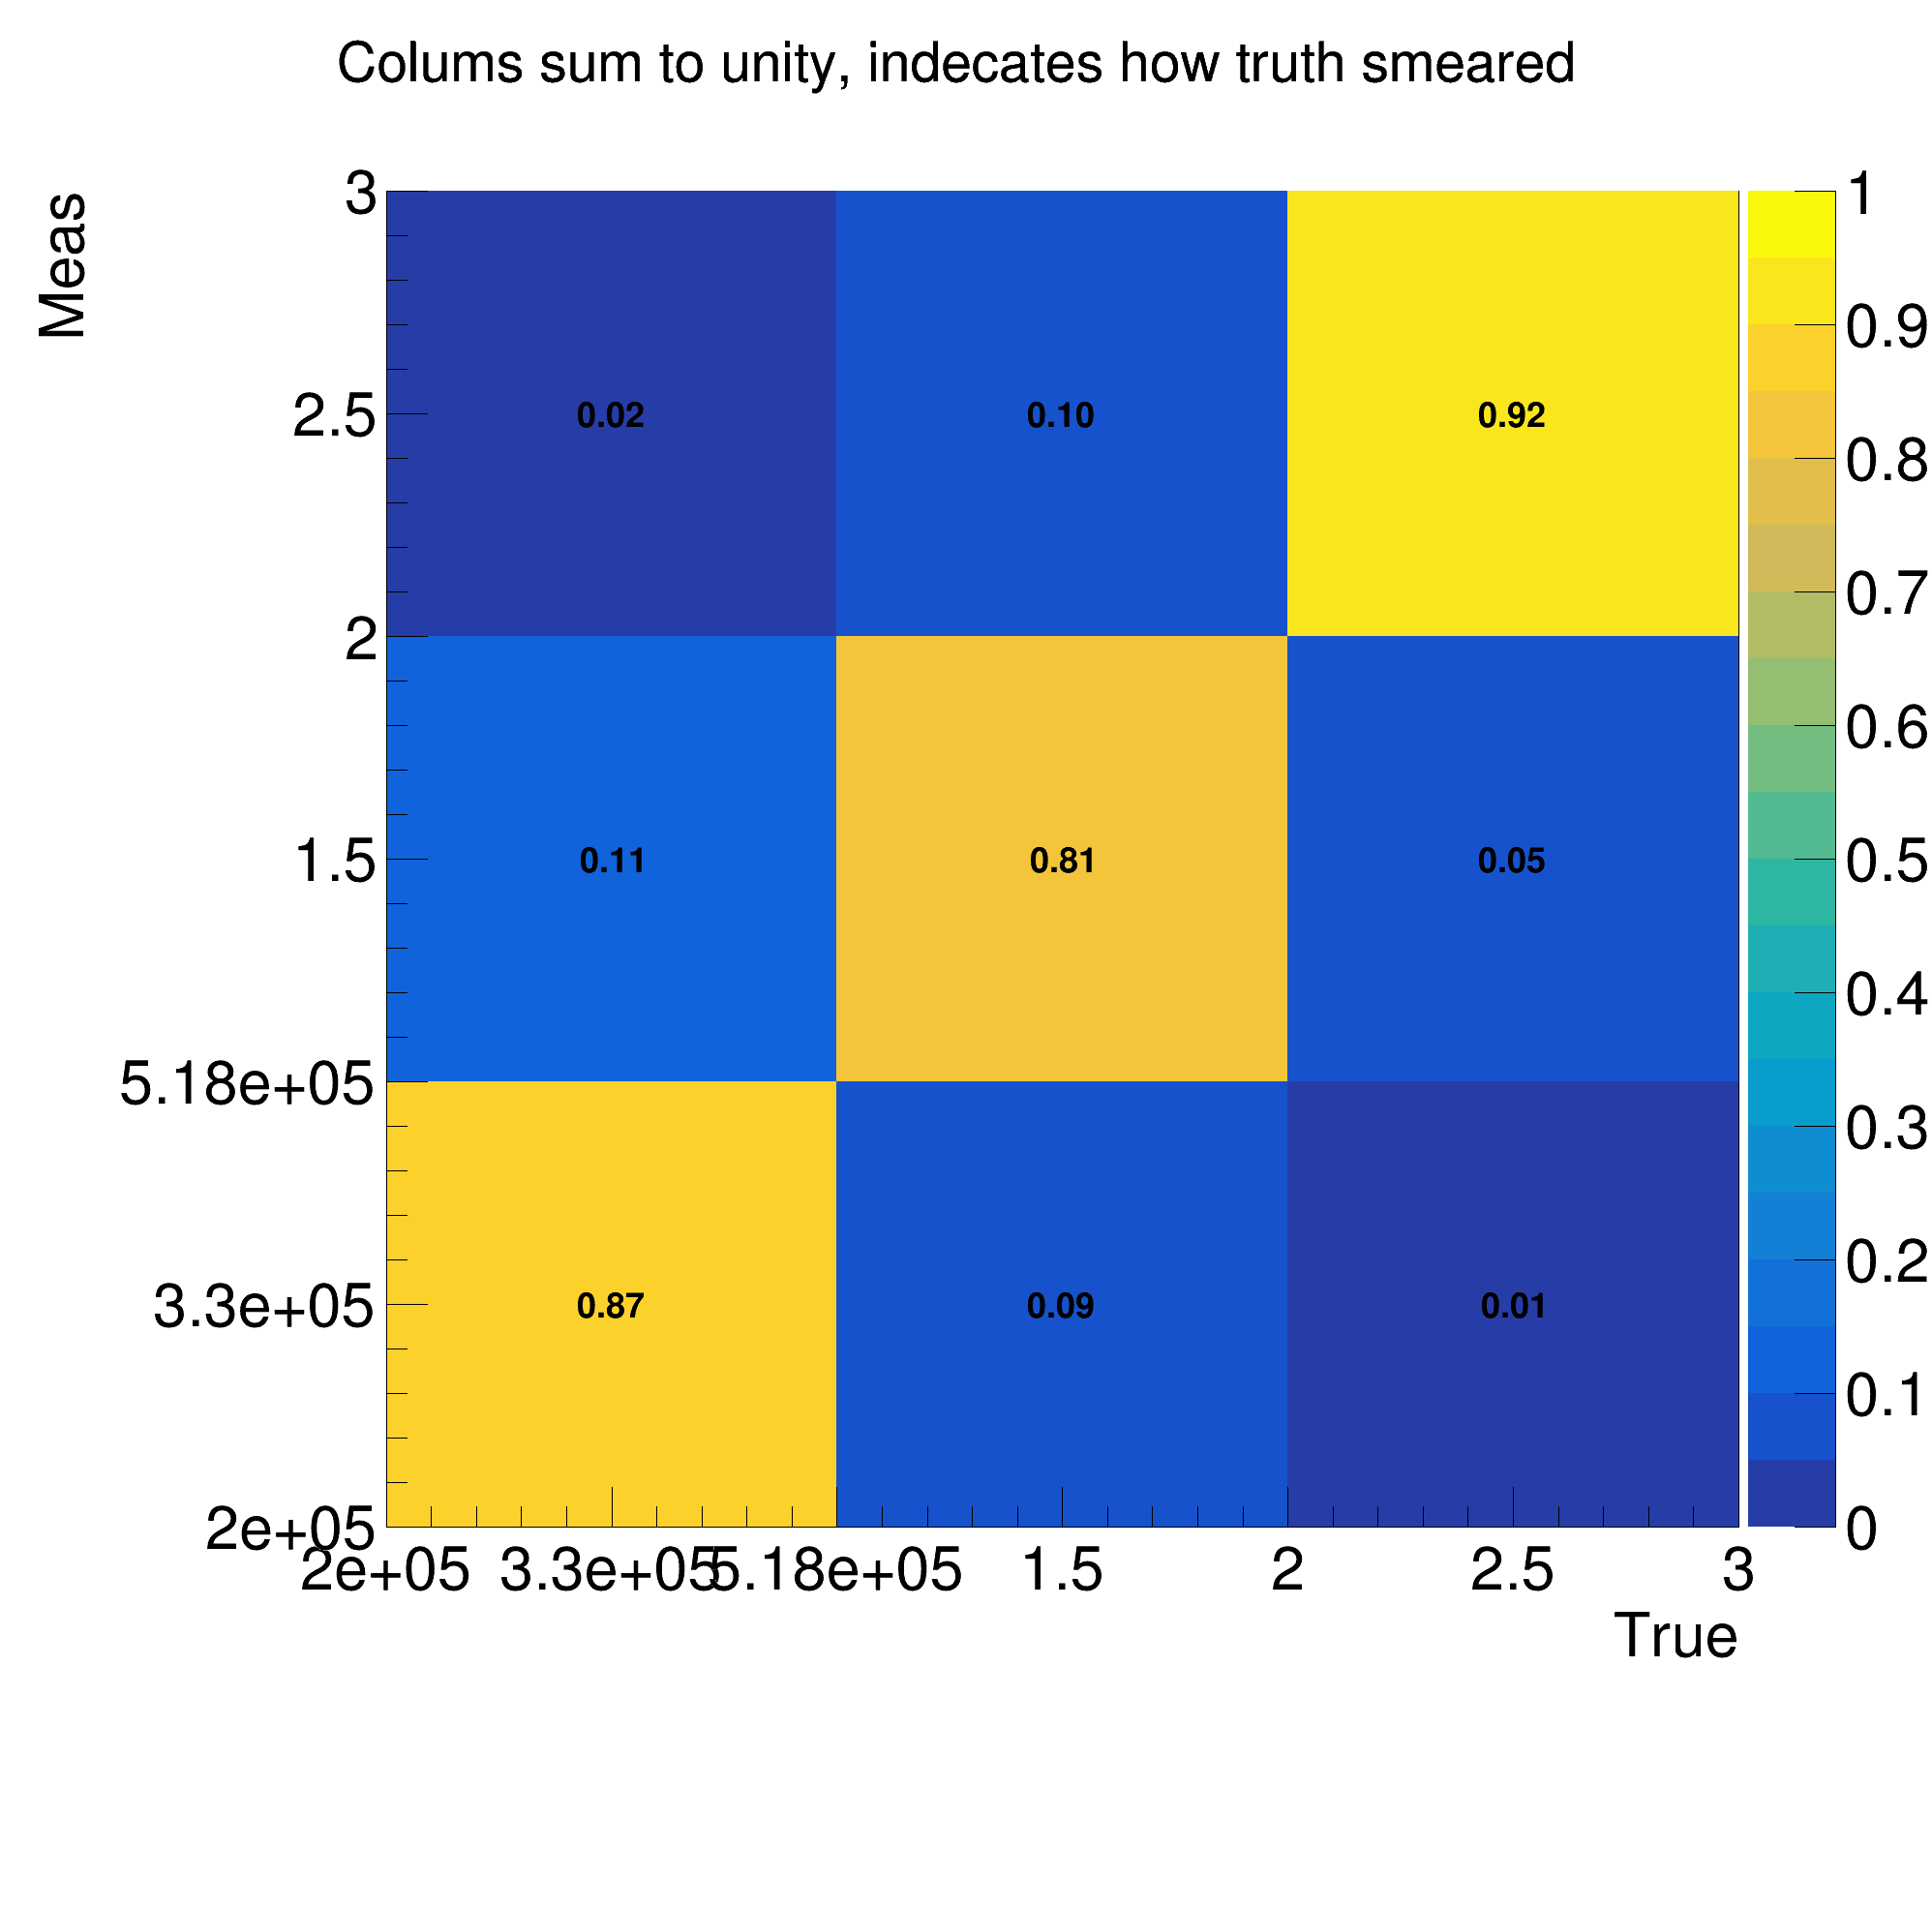 Colums sum to unity, indecates how truth smeared
Meas
3
2.5
2
1.5
5.18e+05
3.3e+05
2e+05
0.02 0.10 0.92
0.11 0.81 0.05
0.87 0.09 0.01
2e+05 3.3e+05 5.18e+05 1.5 2 2.5 3
True
1
0.9
0.8
0.7
0.6
0.5
0.4
0.3
0.2
0.1
0